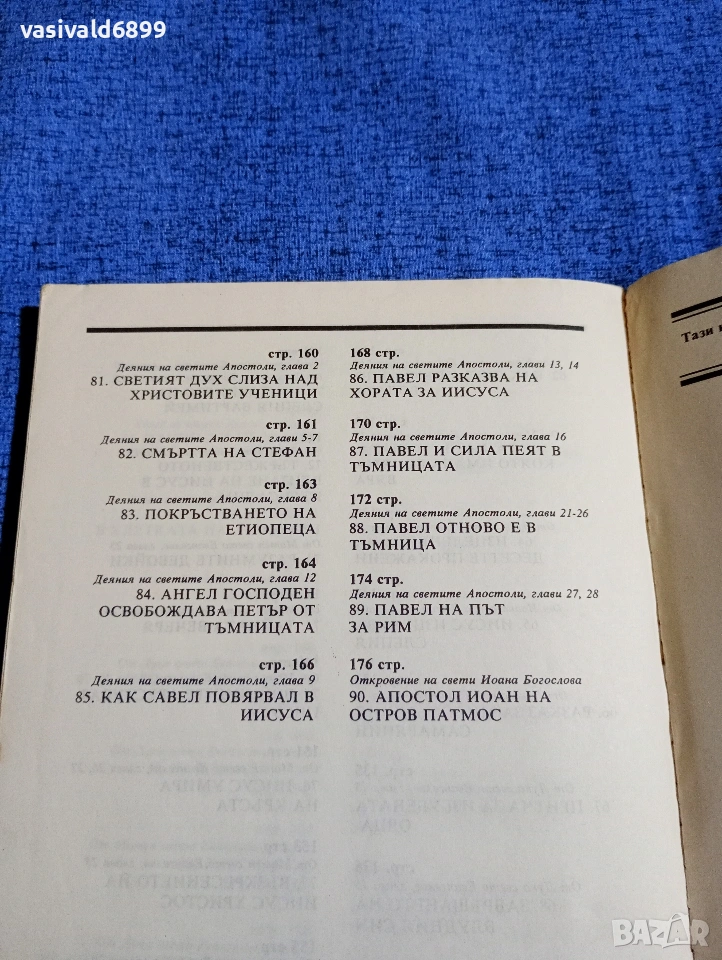 vasivald6899
стр. 160
Деяния на светите Апостоли, глава 2
81. СВЕТИЯТ ДУХ СЛИЗА НАД
ХРИСТОВИТЕ УЧЕНИЦИ
стр. 161
Деяния на светите Апостоли, глави 5-7
82. СМЪРТТА НА СТЕФАН
стр. 163
Деяния на светите Апостоли, глава 8
83. ПОКРЪСТВАНЕТО НА
ЕТИОПЕЦА
стр. 164
Деяния на светите Апостоли, глава 12
84. АНГЕЛ ГОСПОДЕН
ОСВОБОЖДАВА ПЕТЪР ОТ
ТЪМНИЦАТА
стр. 166
Деяния на светите Апостоли, глава 9
85. КАК САВЕЛ ПОВЯРВАЛ В
ИИСУСА
168 стр.
Деяния на светите Апостоли, глави 13, 14
86. ПАВЕЛ РАЗКАЗВА НА
ХОРАТА ЗА ИИСУСА
170 стр.
Деяния на светите Апостоли, глава 16
87. ПАВЕЛ И СИЛА ПЕЯТ В
ТЪМНИЦАТА
172 стр.
Деяния на светите Апостоли, глави 21-26
88. ПАВЕЛ ОТНОВО Е В
ТЪМНИЦА
174 стр.
Деяния на светите Апостоли, глави 27, 28
89. ПАВЕЛ НА ПЪТ
ЗА РИМ
176 стр.
Откровение на свети Иоана Богослова
90. АПОСТОЛ ИОАН НА
ОСТРОВ ПАТМОС
Тази
BAZAR